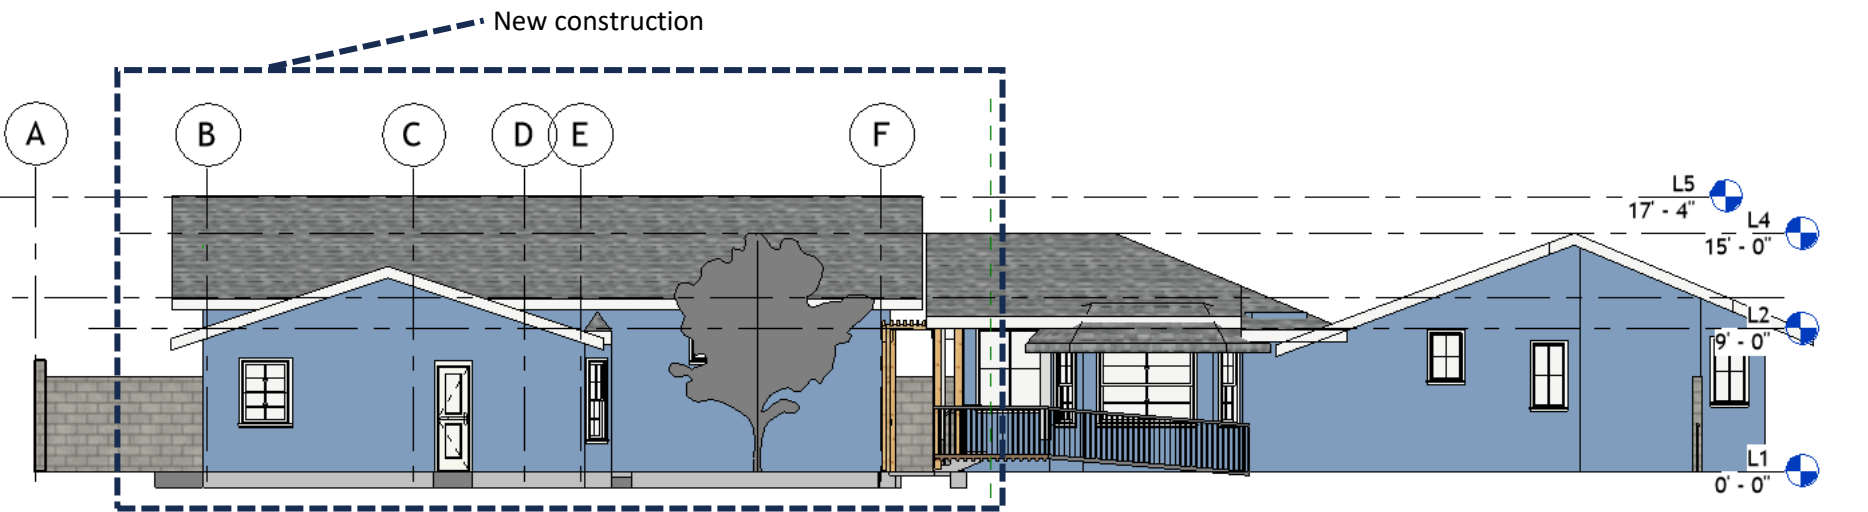 New construction
A
B
C
D
E
F
L5
17' - 4"
L4
15' - 0"
L2
9' - 0"
L1
0' - 0"